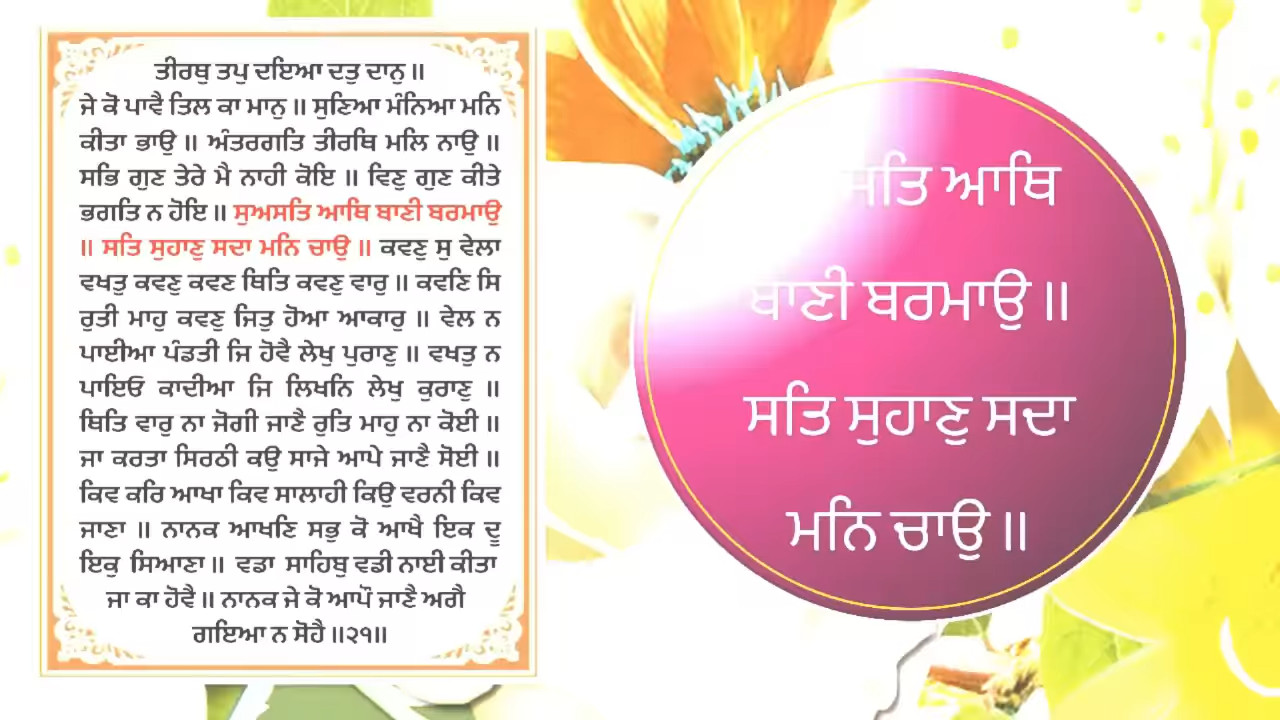 ਤੀਰਥੁ ਤਪੁ ਦਇਆ ਦਤੁ ਦਾਨੁ ॥
ਜੇ ਕੋ ਪਾਵੈ ਤਿਲ ਕਾ ਮਾਨੁ ॥ ਸੁਣਿਆ ਮੰਨਿਆ ਮਨਿ
ਕੀਤਾ ਭਾਉ ॥ ਅੰਤਰਗਤਿ ਤੀਰਥਿ ਮਲਿ ਨਾਉ ॥
ਸਭਿ ਗੁਣ ਤੇਰੇ ਮੈ ਨਾਹੀ ਕੋਇ ॥ ਵਿਣੁ ਗੁਣ ਕੀਤੇ
ਭਗਤਿ ਨ ਹੋਇ ॥ ਸੁਅਸਤਿ ਆਥਿ ਬਾਣੀ ਬਰਮਾਉ
॥ ਸਤਿ ਸੁਹਾਣੁ ਸਦਾ ਮਨਿ ਚਾਉ ॥ ਕਵਣੁ ਸੁ ਵੇਲਾ
ਵਖਤੁ ਕਵਣੁ ਕਵਣ ਥਿਤਿ ਕਵਣੁ ਵਾਰੁ ॥ ਕਵਣਿ ਸਿ
ਰੁਤੀ ਮਾਹੁ ਕਵਣੁ ਜਿਤੁ ਹੋਆ ਆਕਾਰੁ ॥ ਵੇਲ ਨ
ਪਾਈਆ ਪੰਡਤੀ ਜਿ ਹੋਵੈ ਲੇਖੁ ਪੁਰਾਣੁ ॥ ਵਖਤੁ ਨ
ਪਾਇਓ ਕਾਦੀਆ ਜਿ ਲਿਖਨਿ ਲੇਖੁ ਕੁਰਾਣੁ ॥
ਥਿਤਿ ਵਾਰੁ ਨਾ ਜੋਗੀ ਜਾਣੈ ਰੁਤਿ ਮਾਹੁ ਨਾ ਕੋਈ ॥
ਜਾ ਕਰਤਾ ਸਿਰਠੀ ਕਉ ਸਾਜੇ ਆਪੇ ਜਾਣੈ ਸੋਈ ॥
ਕਿਵ ਕਰਿ ਆਖਾ ਕਿਵ ਸਾਲਾਹੀ ਕਿਉ ਵਰਨੀ ਕਿਵ
ਜਾਣਾ ॥ ਨਾਨਕ ਆਖਣਿ ਸਭੁ ਕੋ ਆਖੈ ਇਕ ਦੂ
ਇਕੁ ਸਿਆਣਾ ॥ ਵਡਾ ਸਾਹਿਬੁ ਵਡੀ ਨਾਈ ਕੀਤਾ
ਜਾ ਕਾ ਹੋਵੈ ॥ ਨਾਨਕ ਜੇ ਕੋ ਆਪੌ ਜਾਣੈ ਅਗੈ
ਗਇਆ ਨ ਸੋਹੈ ॥੨੧॥
ਸਤਿ ਆਥਿ
ਬਾਣੀ ਬਰਮਾਉ ॥
ਸਤਿ ਸੁਹਾਣੁ ਸਦਾ
ਮਨਿ ਚਾਉ ॥